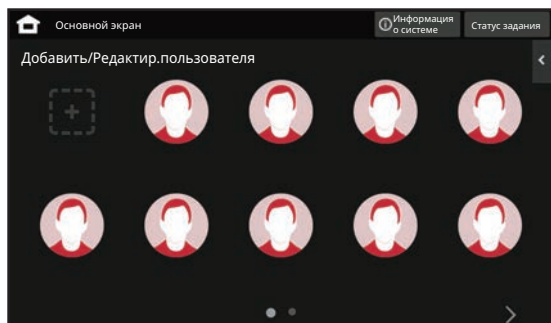 Основной экран
Информация
о системе
Статус задания
Добавить/Редактир.пользователя